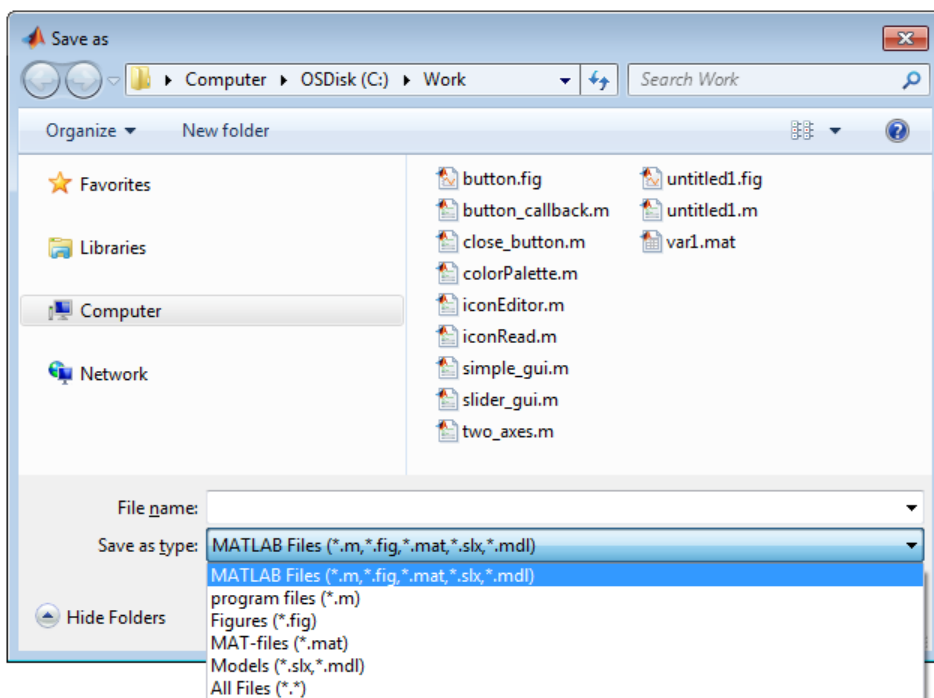 Save as
Computer OSDisk (C:) Work
Search Work
Organize New folder
Favorites
Libraries
Computer
Network
button.fig
button_callback.m
close_button.m
colorPalette.m
iconEditor.m
iconRead.m
simple_gui.m
slider_gui.m
two_axes.m
untitled1.fig
untitled1.m
var1.mat
File name:
Save as type: MATLAB Files (*.m,*.fig,*.mat,*.slx,*.mdl)
MATLAB Files (*.m,*.fig,*.mat,*.slx,*.mdl)
program files (*.m)
Figures (*.fig)
MAT-files (*.mat)
Models (*.slx,*.mdl)
All Files (*.*)
Hide Folders